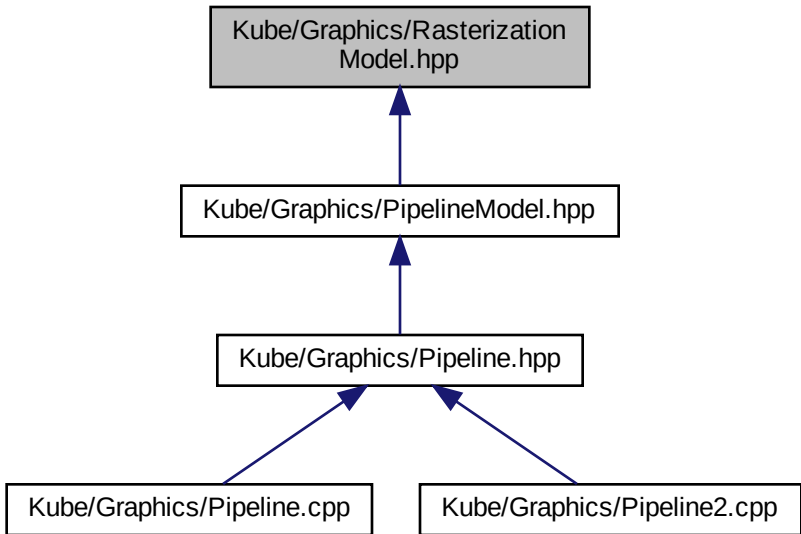 Kube/Graphics/Rasterization
Model.hpp
Kube/Graphics/PipelineModel.hpp
Kube/Graphics/Pipeline.hpp
Kube/Graphics/Pipeline.cpp
Kube/Graphics/Pipeline2.cpp